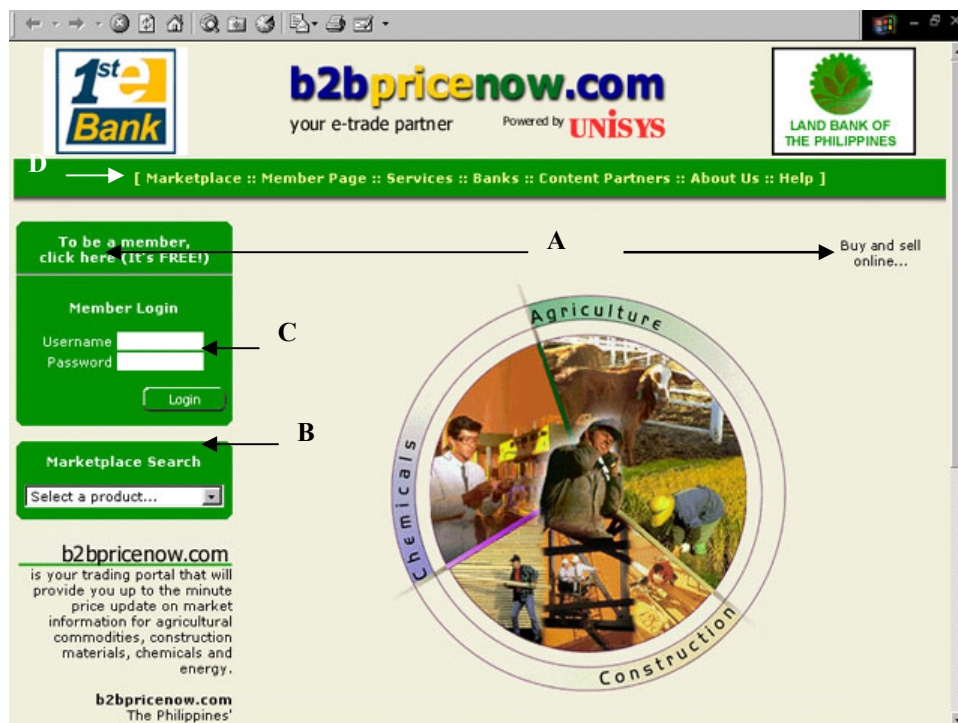 1st e
Bank
b2bpricenow.com
your e-trade partner
Powered by UNISYS
LAND BANK OF
THE PHILIPPINES
D
[ Marketplace :: Member Page :: Services :: Banks :: Content Partners :: About Us :: Help ]
To be a member,
click here (It's FREE!)
A
Buy and sell
online...
Member Login
Username
Password
C
Login
B
Marketplace Search
Select a product...
Agriculture
Chemicals
Construction
b2bpricenow.com
is your trading portal that will
provide you up to the minute
price update on market
information for agricultural
commodities, construction
materials, chemicals and
energy.
b2bpricenow.com
The Philippines'